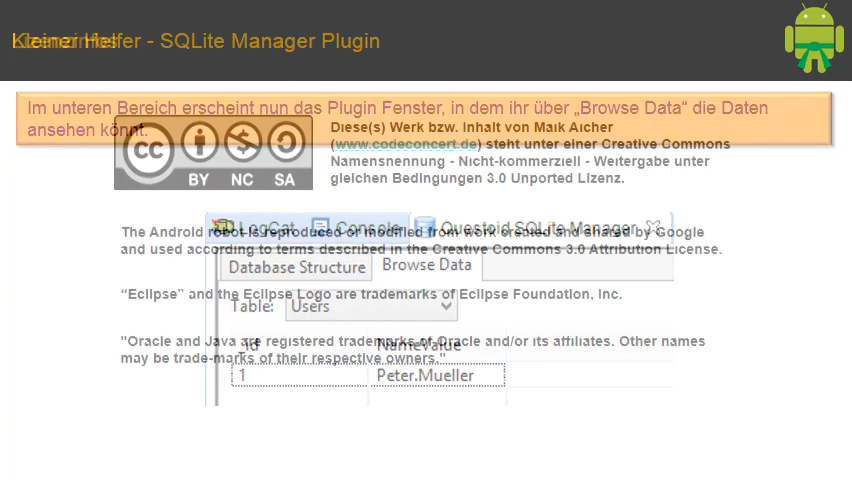 Kleiner Helfer - SQLite Manager Plugin
Lizenzinfos
Im unteren Bereich erscheint nun das Plugin Fenster, in dem ihr über „Browse Data“ die Daten
ansehen könnt.
BY NC SA
Diese(s) Werk bzw. Inhalt von Maik Aicher
(www.codeconcert.de) steht unter einer Creative Commons
Namensnennung - Nicht-kommerziell - Weitergabe unter
gleichen Bedingungen 3.0 Unported Lizenz.
LogCat Console Questoid SQLite Manager
The Android robot is reproduced or modified from work created and shared by Google
and used according to terms described in the Creative Commons 3.0 Attribution License.
Database Structure Browse Data
“Eclipse” and the Eclipse Logo are trademarks of Eclipse Foundation, Inc.
Table: Users
"Oracle and Java are registered trademarks of Oracle and/or its affiliates. Other names
may be trade-marks of their respective owners."
_id NameValue
1 Peter.Mueller